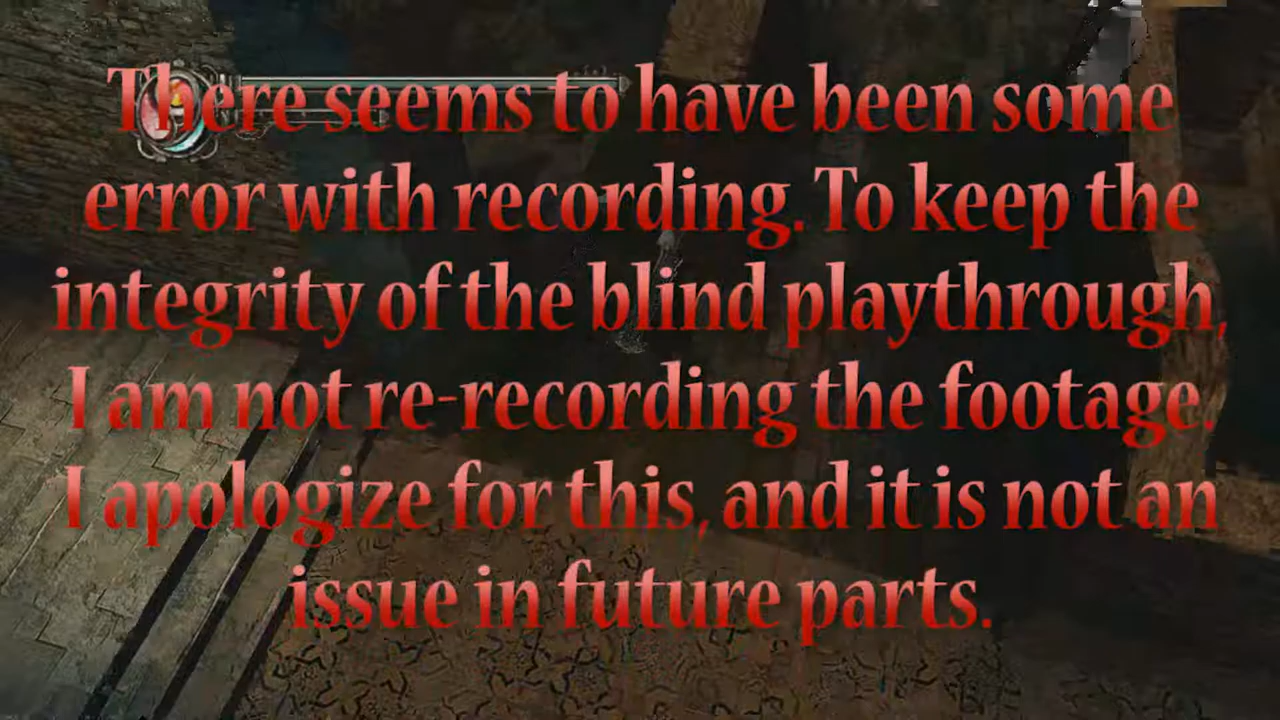 There seems to have been some
error with recording. To keep the
integrity of the blind playthrough,
I am not re-recording the footage.
I apologize for this, and it is not an
issue in future parts.